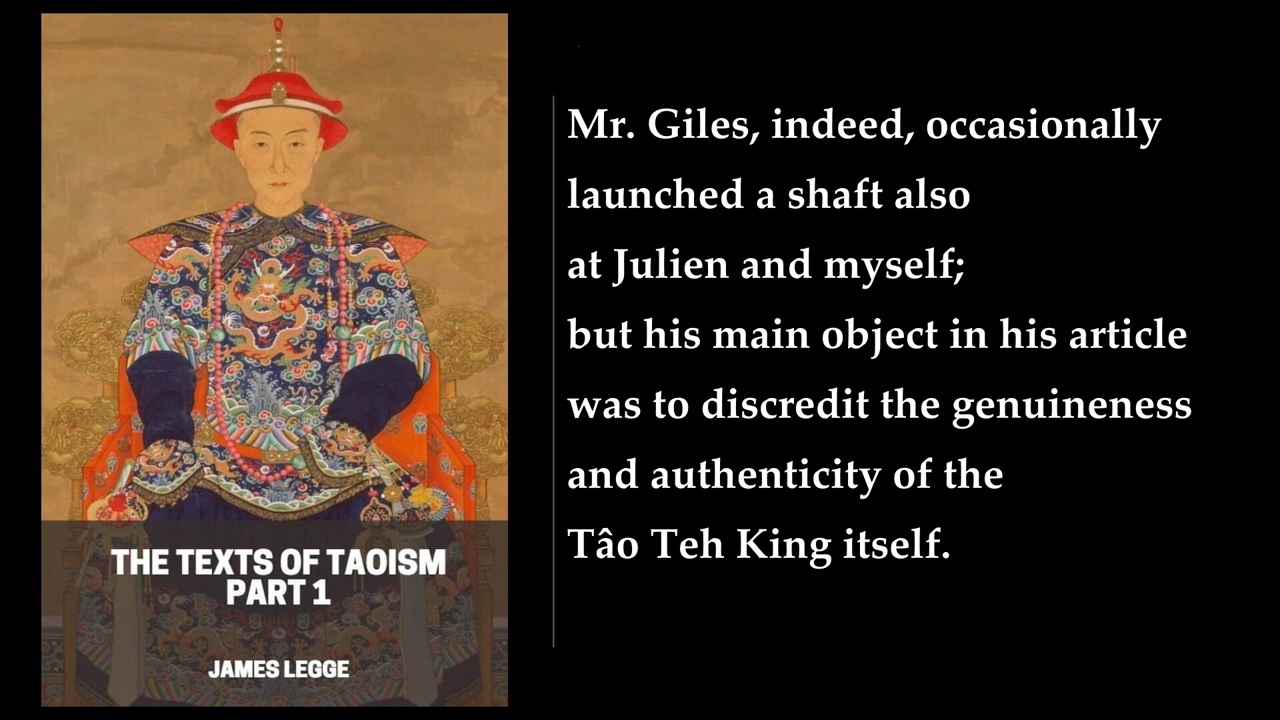 THE TEXTS OF TAOISM
PART 1
JAMES LEGGE
Mr. Giles, indeed, occasionally
launched a shaft also
at Julien and myself;
but his main object in his article
was to discredit the genuineness
and authenticity of the
Tâo Teh King itself.